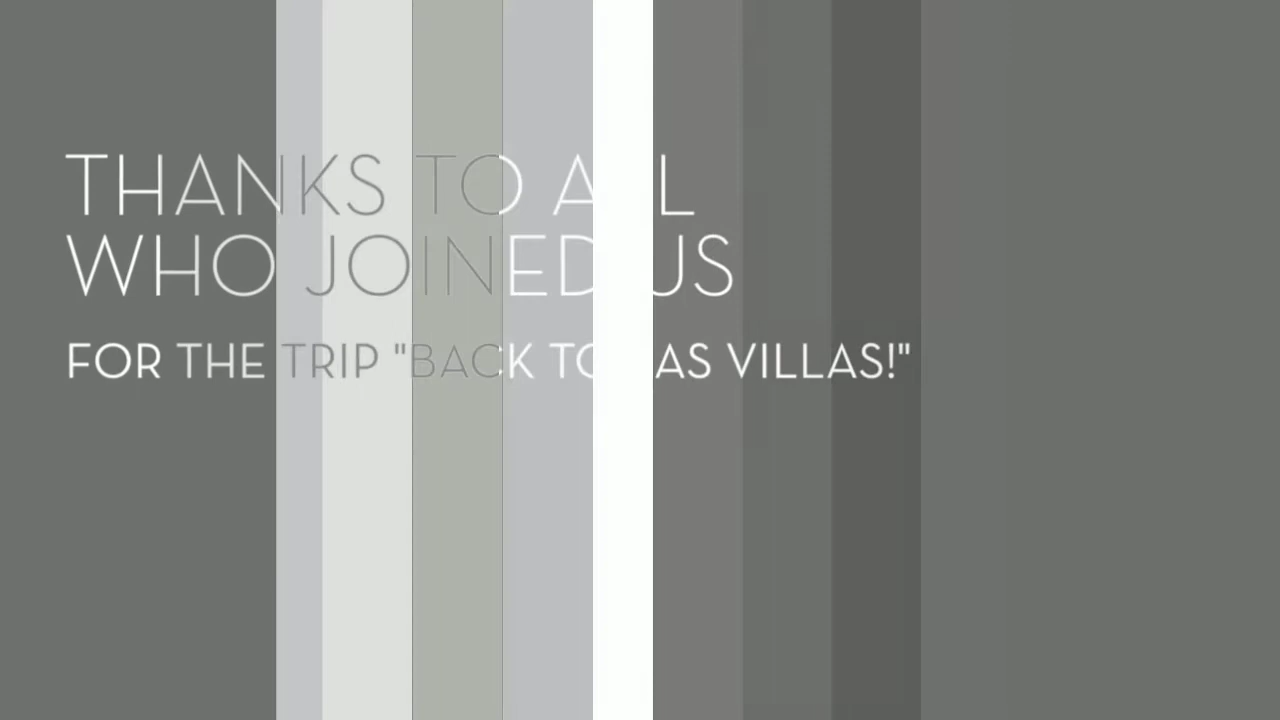 THANKS TO ALL
WHO JOINED US
FOR THE TRIP "BACK TO LAS VILLAS!"